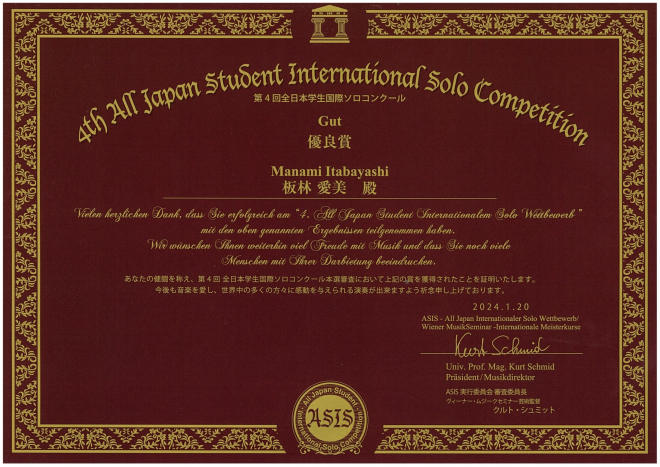 4th All Japan Student International Solo Competition
第4回全日本学生国際ソロコンクール
Gut
優良賞
Manami Itabayashi
板林 愛美 殿
Vielen herzlichen Dank, dass Sie erfolgreich am "4. All Japan Student Internationalem Solo Wettbewerb"
mit den oben genannten Ergebnissen teilgenommen haben.
Wir wünschen Ihnen weiterhin viel Freude mit Musik und dass Sie noch viele
Menschen mit Ihrer Darbietung beeindrucken.
あなたの健闘を称え、第4回 全日本学生国際ソロコンクール本選審査において上記の賞を獲得されたことを証明いたします。
今後も音楽を愛し、世界中の多くの方々に感動を与えられる演奏が出来ますよう祈念申し上げております。
2024.1.20
ASIS - All Japan Internationaler Solo Wettbewerb/
Wiener MusikSeminar -Internationale Meisterkurse
Kurt Schmid
Univ. Prof. Mag. Kurt Schmid
Präsident/Musikdirektor
ASIS 実行委員会 審査委員長
ヴィーナー・ムジークセミナー 芸術監督
クルト・シュミット
All Japan Student
ASIS
International Solo Competition